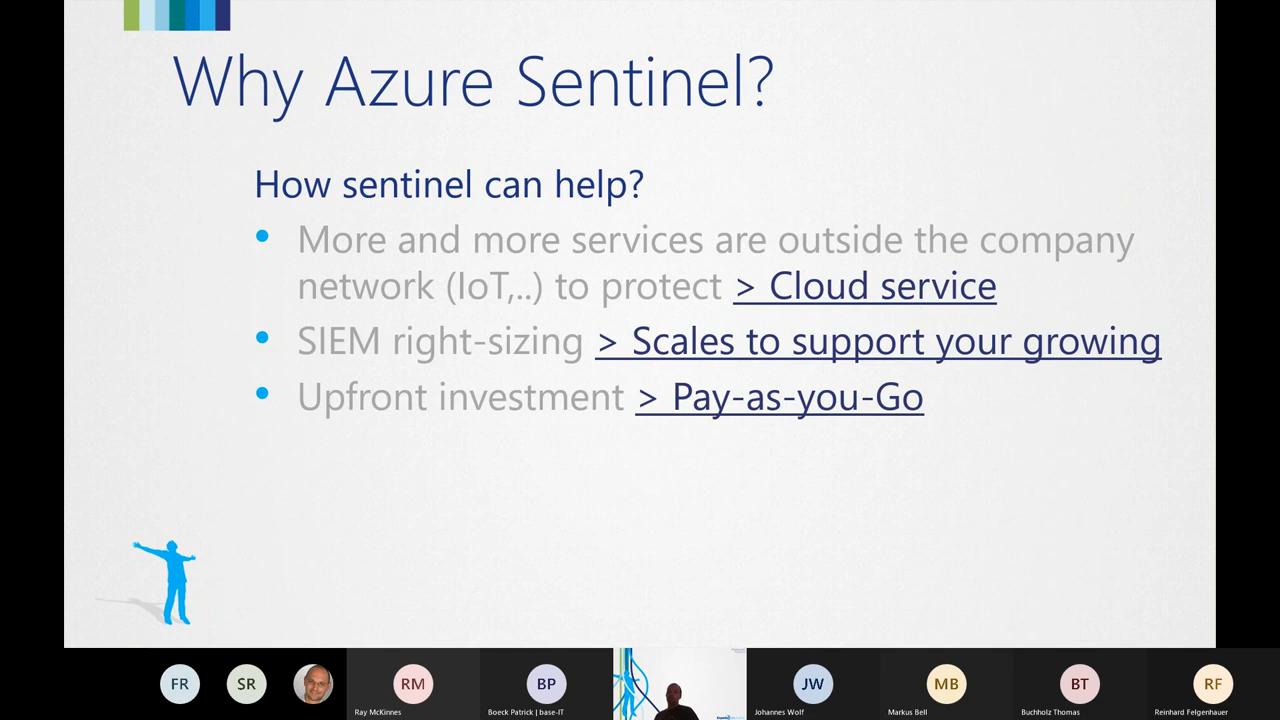 Why Azure Sentinel?
How sentinel can help?
• More and more services are outside the company
network (IoT,..) to protect > Cloud service
• SIEM right-sizing > Scales to support your growing
• Upfront investment > Pay-as-you-Go
FR
SR
RM
BP
JW
MB
BT
RF
Ray McKinnes
Boeck Patrick | base-IT
Johannes Wolf
Markus Bell
Buchholz Thomas
Reinhard Felgenhauer